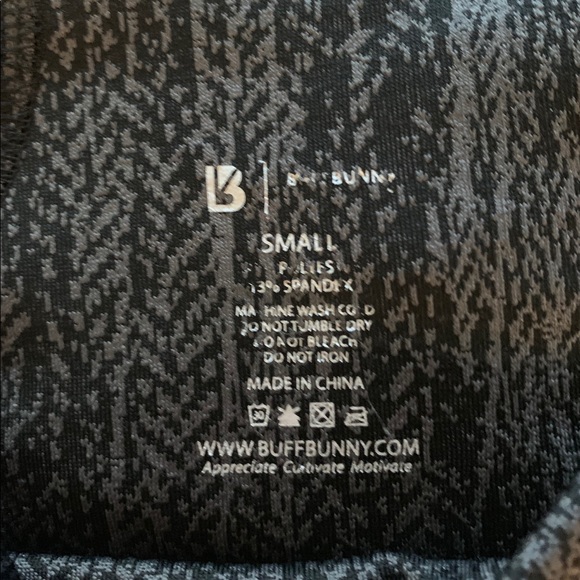 B | BUFFBUNNY
SMALL
SPANDEX
MACHINE WASH COLD
DO NOT TUMBLE DRY
DO NOT BLEACH
DO NOT IRON
MADE IN CHINA
30
WWW.BUFFBUNNY.COM
Appreciate Cultivate Motivate